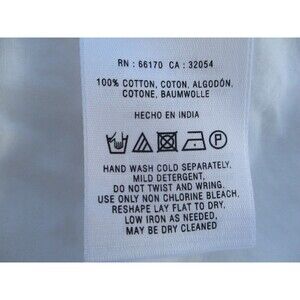 RN : 66170 CA : 32054
100% COTTON, COTON, ALGODÓN,
COTONE, BAUMWOLLE
HECHO EN INDIA
HAND WASH COLD SEPARATELY,
MILD DETERGENT,
DO NOT TWIST AND WRING.
USE ONLY NON CHLORINE BLEACH.
RESHAPE LAY FLAT TO DRY,
LOW IRON AS NEEDED,
MAY BE DRY CLEANED